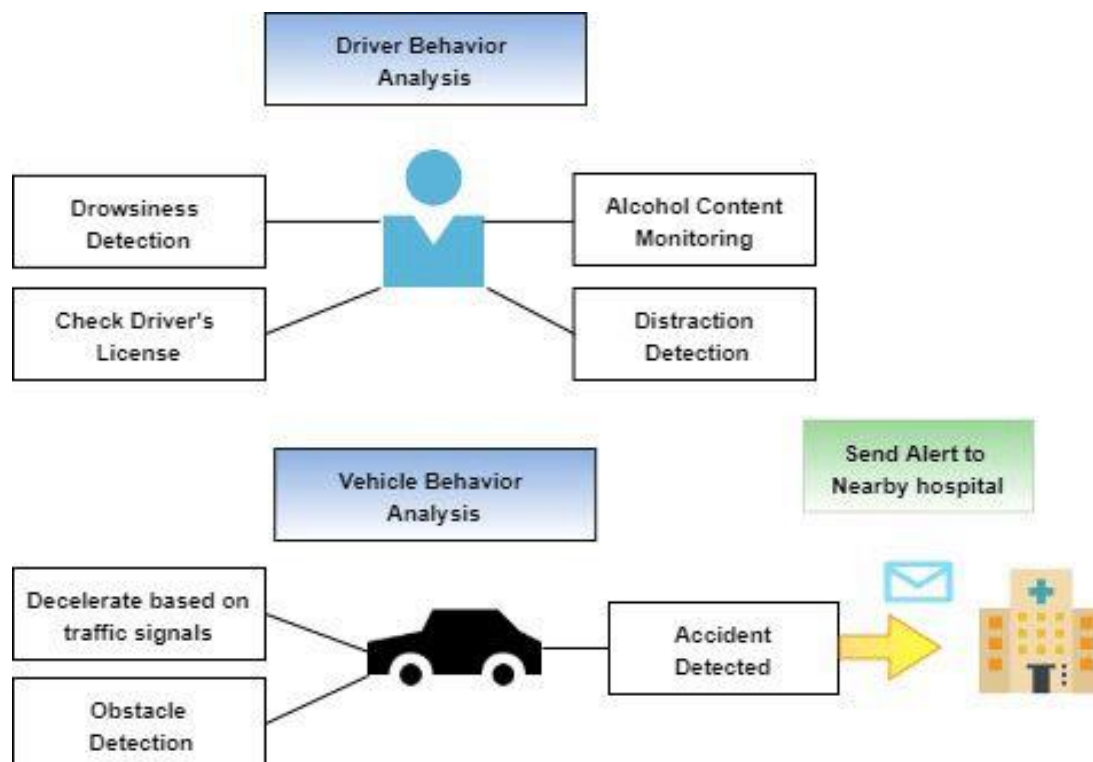 Driver Behavior
Analysis
Drowsiness
Detection
Alcohol Content
Monitoring
Check Driver's
License
Distraction
Detection
Vehicle Behavior
Analysis
Send Alert to
Nearby hospital
Decelerate based on
traffic signals
Accident
Detected
Obstacle
Detection